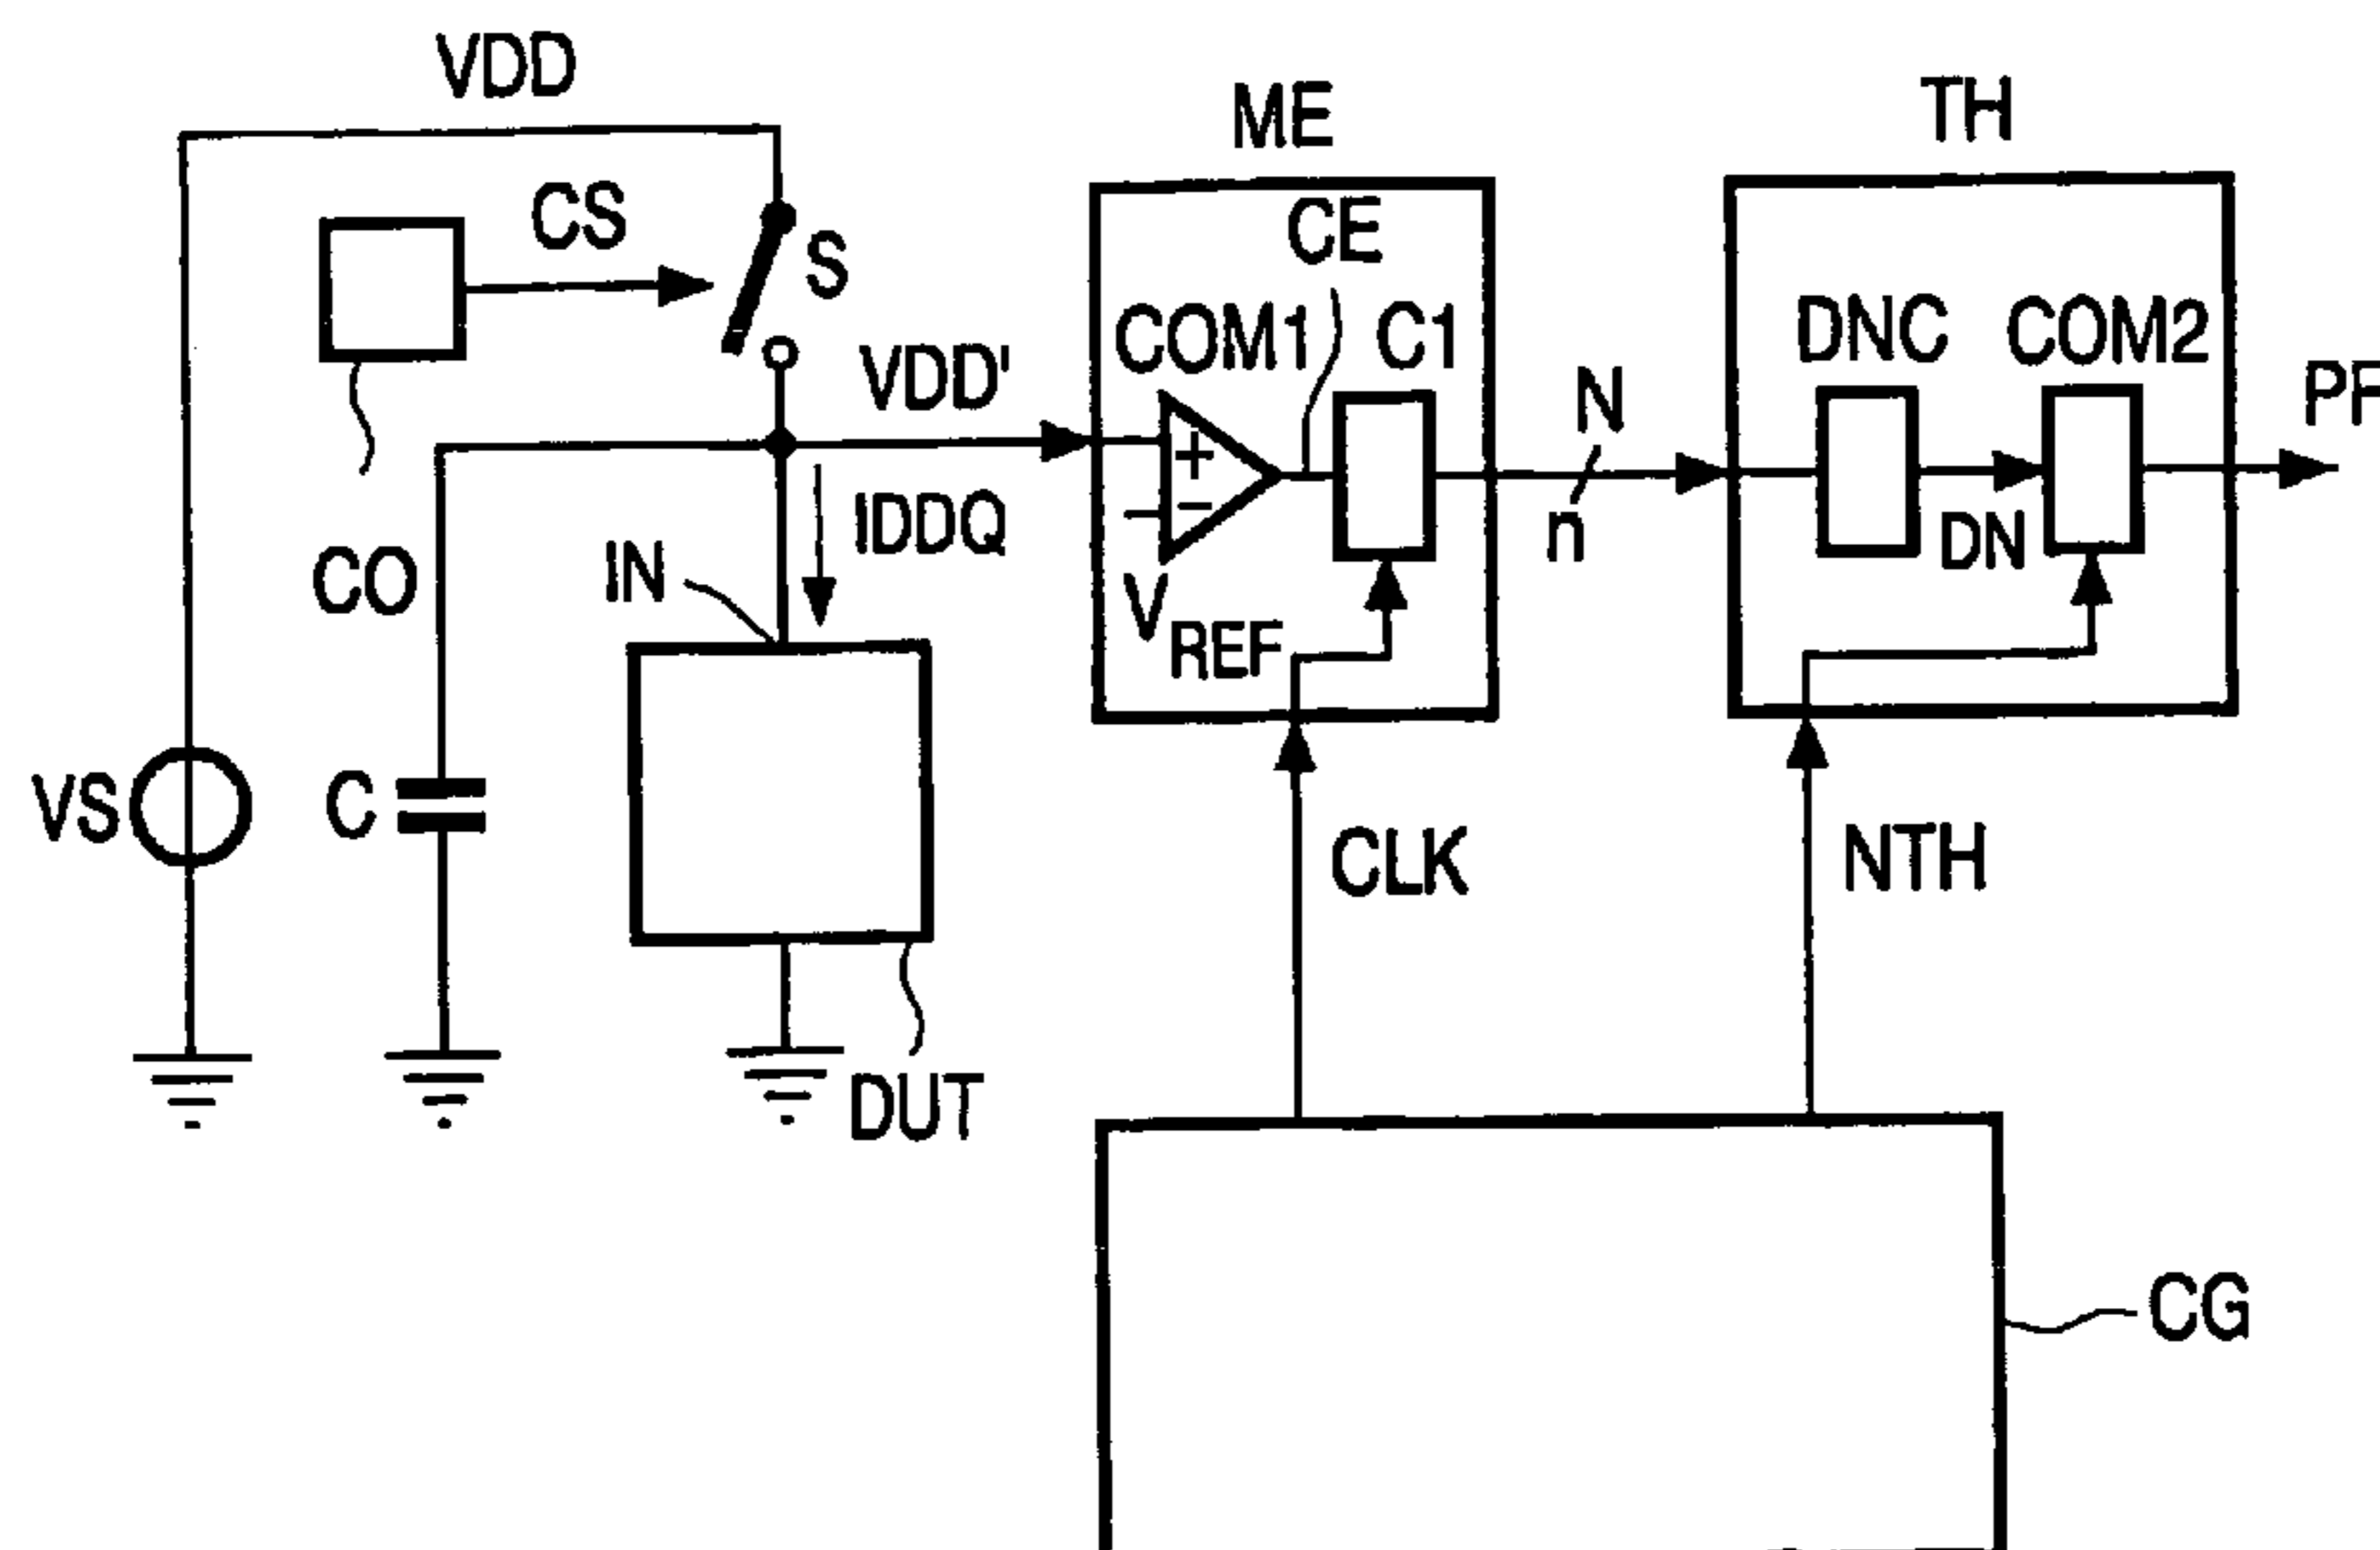 VDD
ME
TH
CS
S
CE
COM1
C1
DNC
COM2
VDD'
N
n
DN
IDDQ
IN
CO
VREF
VS
C
CLK
NTH
DUT
CG